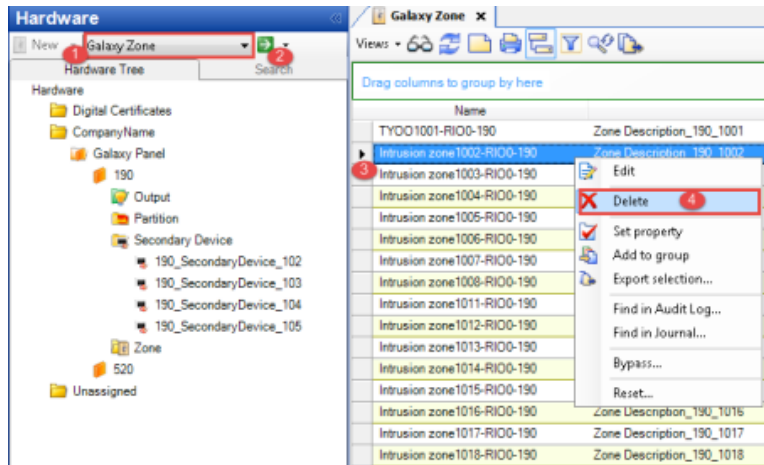 Hardware
New
Galaxy Zone
1
2
Hardware Tree
Search
Hardware
Digital Certificates
CompanyName
Galaxy Panel
190
Output
Partition
Secondary Device
190_SecondaryDevice_102
190_SecondaryDevice_103
190_SecondaryDevice_104
190_SecondaryDevice_105
Zone
520
Unassigned
Galaxy Zone
Views
Drag columns to group by here
Name
TYOO1001-RIO0-190 Zone Description_190_1001
Intrusion zone1002-RIO0-190 Zone Description_190_1002
3
Intrusion zone1003-RIO0-190
Intrusion zone1004-RIO0-190
Intrusion zone1005-RIO0-190
Intrusion zone1006-RIO0-190
Intrusion zone1007-RIO0-190
Intrusion zone1008-RIO0-190
Intrusion zone1011-RIO0-190
Intrusion zone1012-RIO0-190
Intrusion zone1013-RIO0-190
Intrusion zone1014-RIO0-190
Intrusion zone1015-RIO0-190
Intrusion zone1016-RIO0-190 Zone Description_190_1016
Intrusion zone1017-RIO0-190 Zone Description_190_1017
Intrusion zone1018-RIO0-190 Zone Description_190_1018
Edit
Delete 4
Set property
Add to group
Export selection...
Find in Audit Log...
Find in Journal...
Bypass...
Reset...